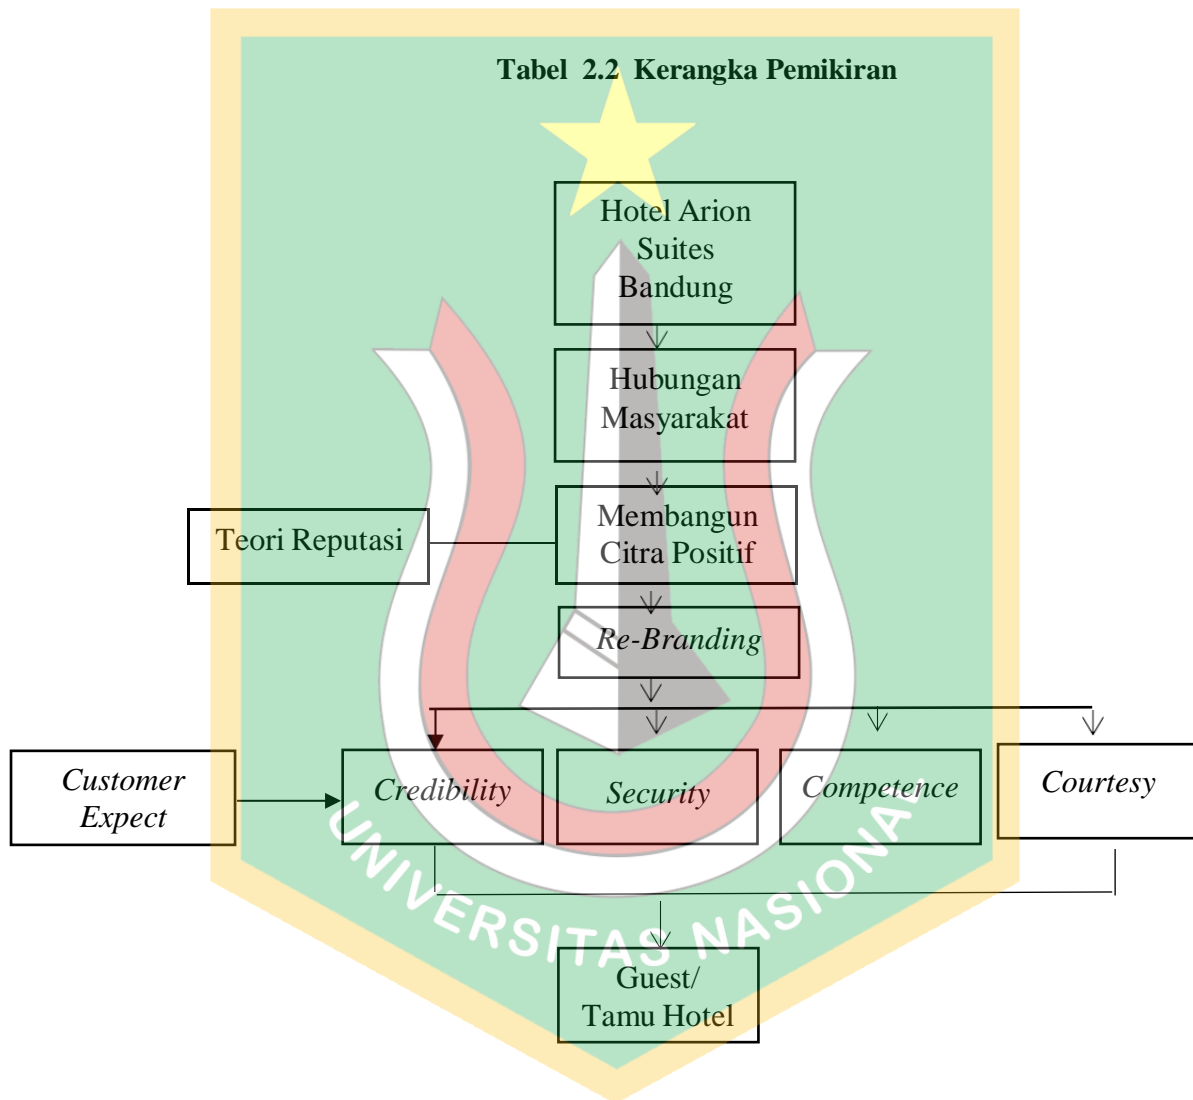 Tabel 2.2 Kerangka Pemikiran
Hotel Arion
Suites
Bandung
Hubungan
Masyarakat
Teori Reputasi
Membangun
Citra Positif
Re-Branding
Customer
Expect
Credibility
Security
Competence
Courtesy
UNIVERSITAS NASIONAL
Guest/
Tamu Hotel